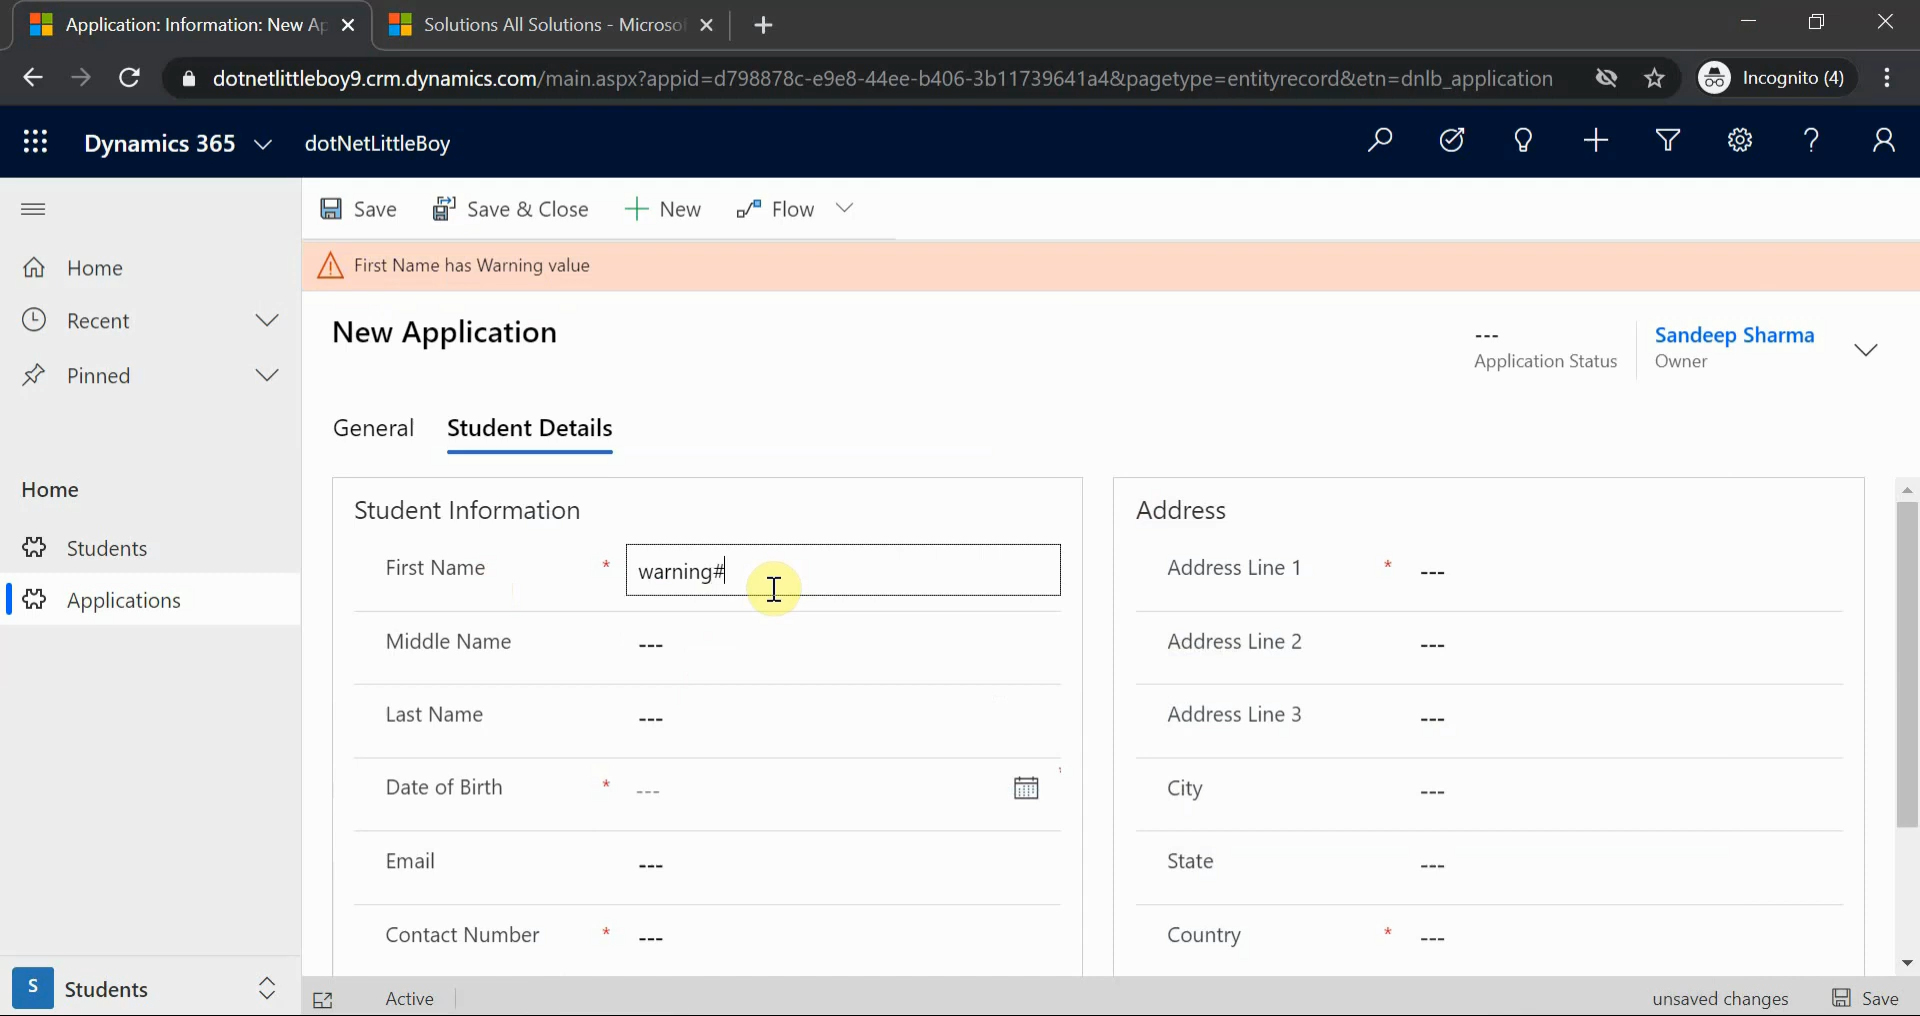 Application: Information: New Ap
Solutions All Solutions - Microsof
dotnetlittleboy9.crm.dynamics.com/main.aspx?appid=d798878c-e9e8-44ee-b406-3b11739641a4&pagetype=entityrecord&etn=dnlb_application
Incognito (4)
Dynamics 365
dotNetLittleBoy
Save
Save & Close
New
Flow
First Name has Warning value
Home
Recent
Pinned
Home
Students
Applications
S
Students
New Application
---
Application Status
Sandeep Sharma
Owner
General
Student Details
Student Information
First Name * warning#
Middle Name ---
Last Name ---
Date of Birth * ---
Email ---
Contact Number * ---
Address
Address Line 1 * ---
Address Line 2 ---
Address Line 3 ---
City ---
State ---
Country * ---
Active
unsaved changes
Save